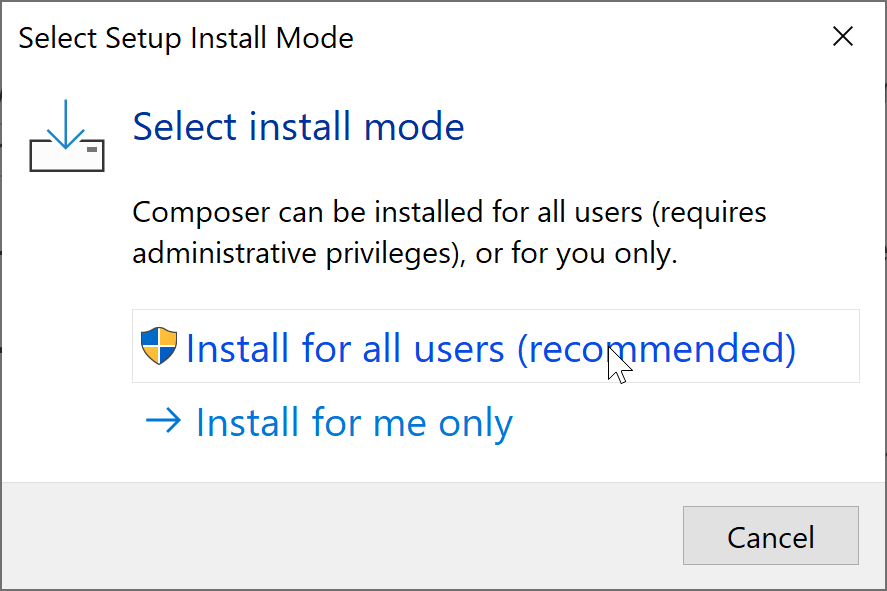 Select Setup Install Mode
Select install mode
Composer can be installed for all users (requires
administrative privileges), or for you only.
Install for all users (recommended)
Install for me only
Cancel